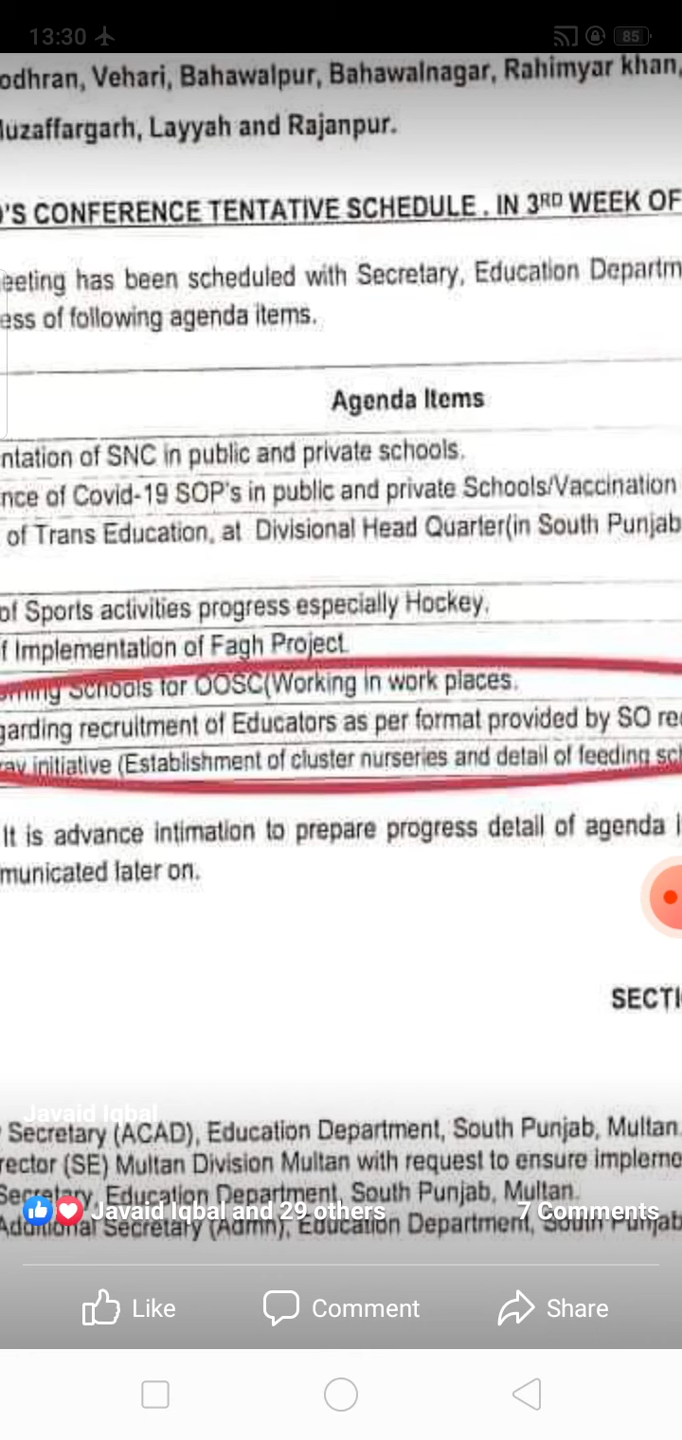 13:30
85
odhran, Vehari, Bahawalpur, Bahawalnagar, Rahimyar khan,
luzaffargarh, Layyah and Rajanpur.
'S CONFERENCE TENTATIVE SCHEDULE . IN 3RD WEEK OF
eeting has been scheduled with Secretary, Education Departm
ess of following agenda items.
Agenda Items
ntation of SNC in public and private schools.
nce of Covid-19 SOP's in public and private Schools/Vaccination
of Trans Education, at Divisional Head Quarter(in South Punjab
of Sports activities progress especially Hockey.
f Implementation of Fagh Project
Schools for OOSC(Working in work places.
garding recruitment of Educators as per format provided by SO re
ray initiative (Establishment of cluster nurseries and detail of feeding sch
It is advance intimation to prepare progress detail of agenda i
municated later on.
SECTI
Javaid Iqbal
Secretary (ACAD), Education Department, South Punjab, Multan.
rector (SE) Multan Division Multan with request to ensure impleme
Secretary, Education Department, South Punjab, Multan.
Javaid Iqbal and 29 others 7 Comments
Additional Secretary (Admn), Education Department, South Punjab
Like Comment Share